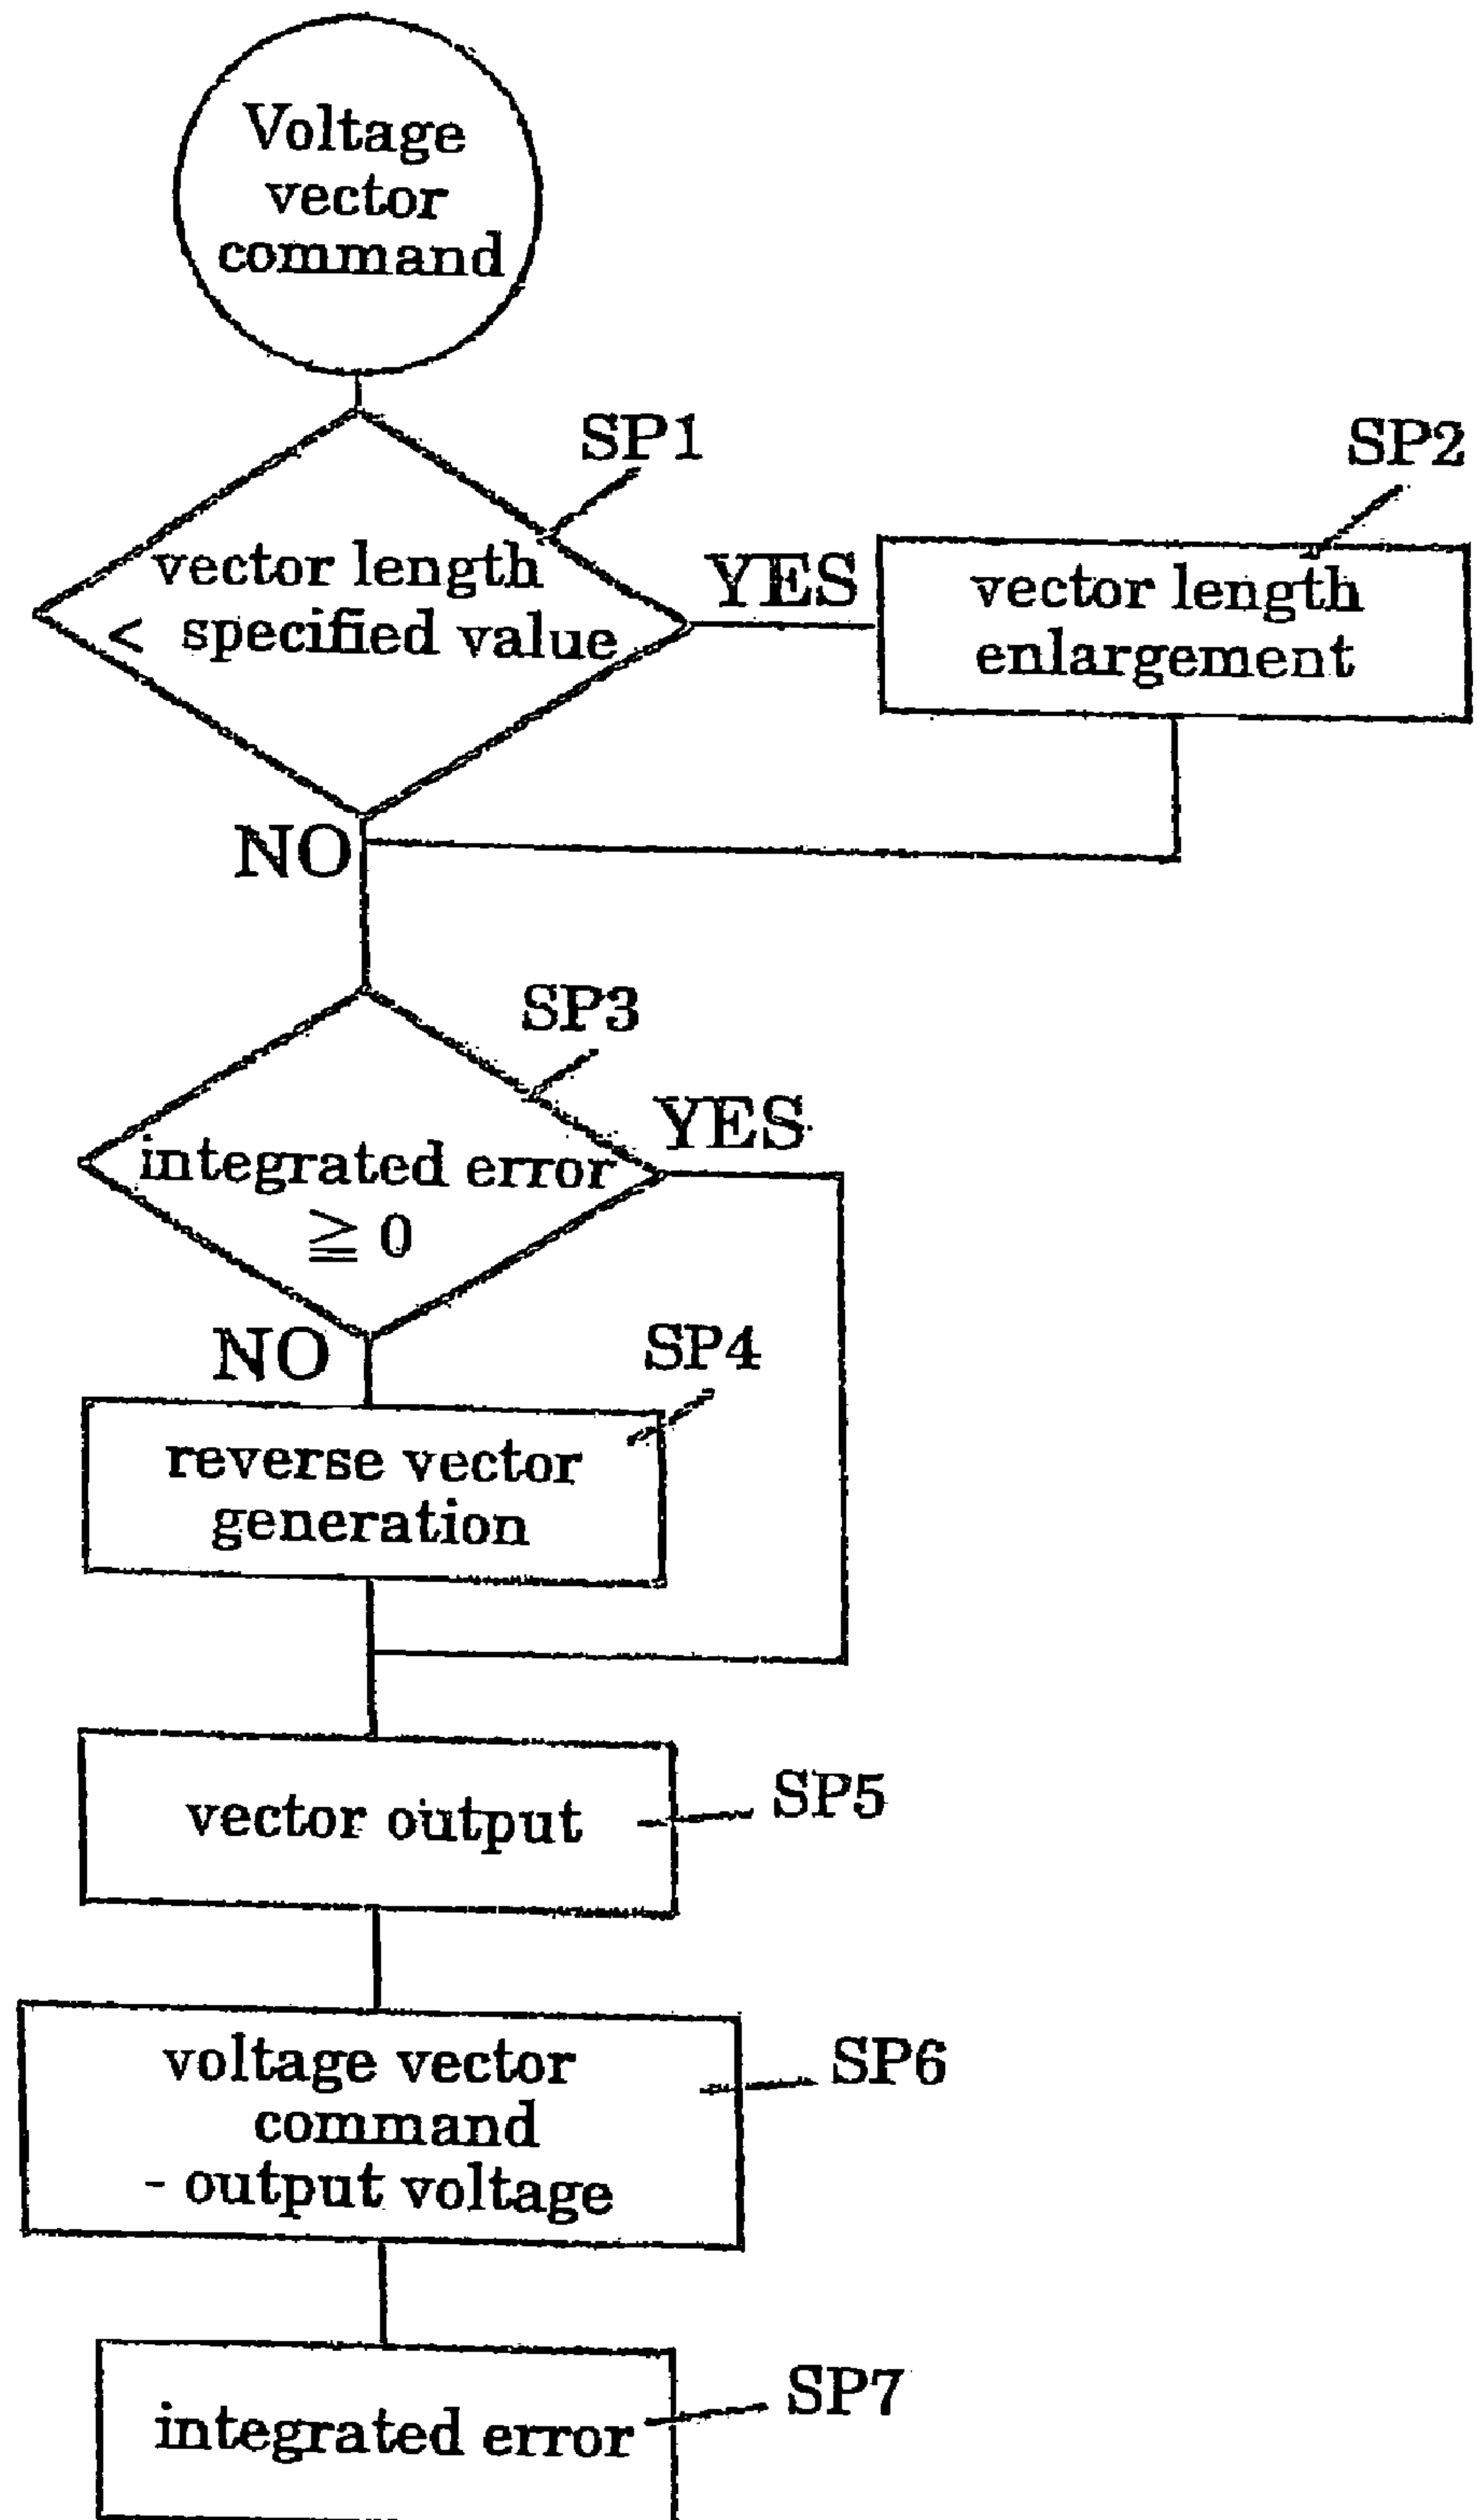 Voltage
vector
command
SP1
SP2
vector length
< specified value
YES
vector length
enlargement
NO
SP3
YES
integrated error
≧ 0
NO
SP4
reverse vector
generation
vector output
SP5
voltage vector
command
- output voltage
SP6
integrated error
SP7